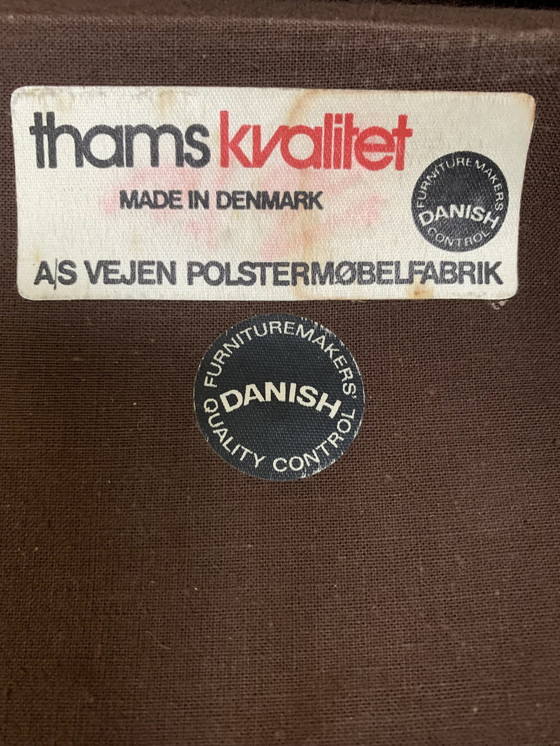 thams kvalitet
MADE IN DENMARK
FURNITUREMAKERS
DANISH
CONTROL
A/S VEJEN POLSTERMØBELFABRIK
FURNITUREMAKERS'
DANISH
QUALITY CONTROL